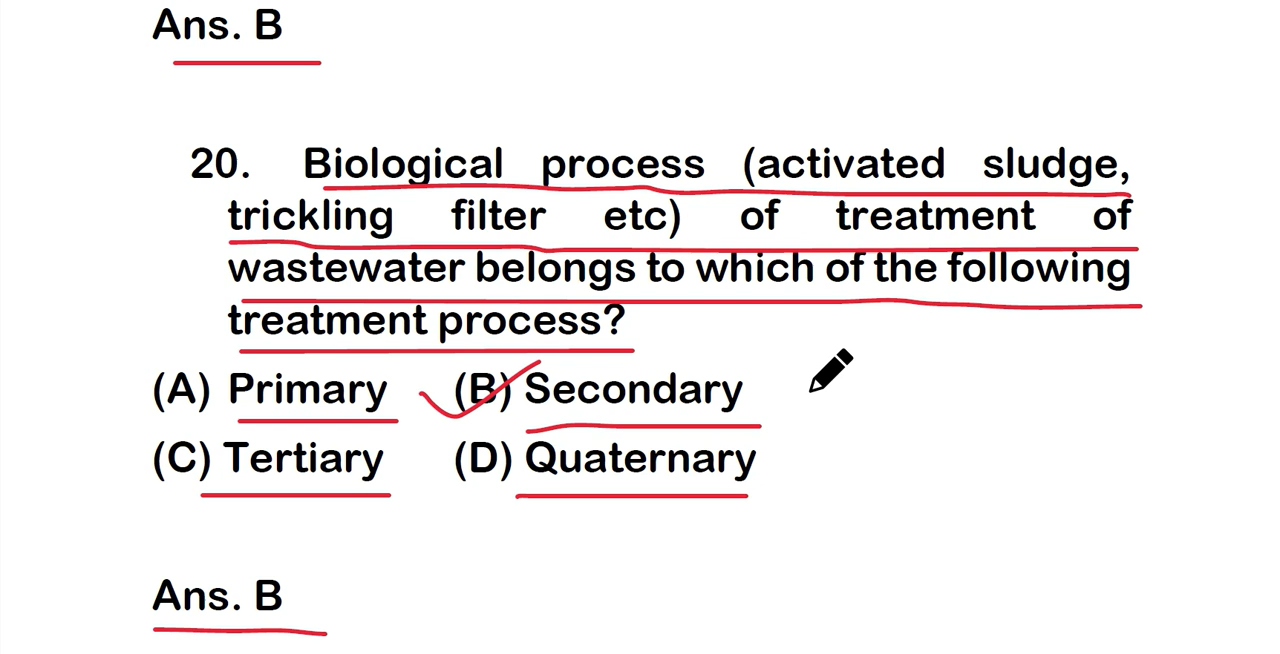 Ans. B
20. Biological process (activated sludge,
trickling filter etc) of treatment of
wastewater belongs to which of the following
treatment process?
(A) Primary (B) Secondary
(C) Tertiary (D) Quaternary
Ans. B